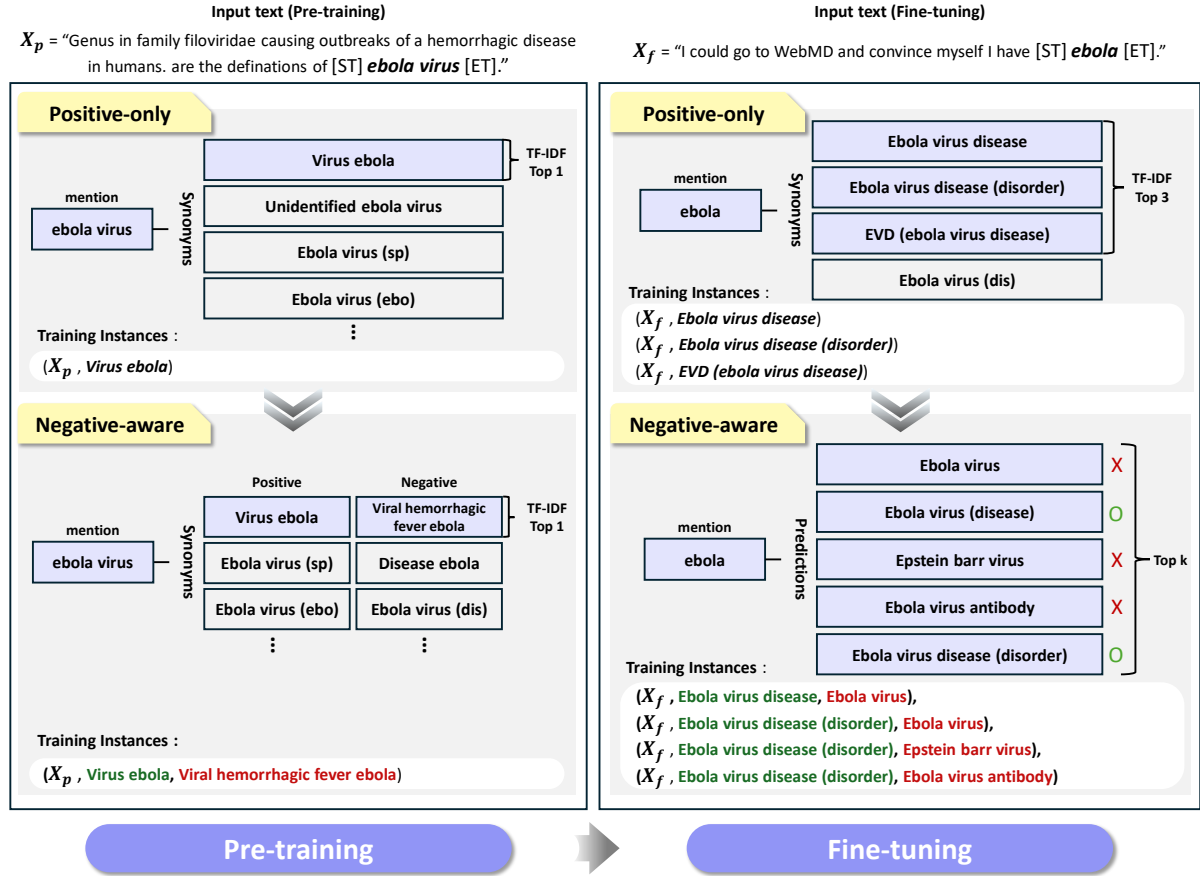 Input text (Pre-training)
X_p = “Genus in family filoviridae causing outbreaks of a hemorrhagic disease
in humans. are the definations of [ST] ebola virus [ET].”
Positive-only
mention
ebola virus
Synonyms
Virus ebola
Unidentified ebola virus
Ebola virus (sp)
Ebola virus (ebo)
⋮
TF-IDF
Top 1
Training Instances :
(X_p , Virus ebola)
Negative-aware
mention
ebola virus
Synonyms
Positive
Negative
Virus ebola
Viral hemorrhagic
fever ebola
Ebola virus (sp)
Disease ebola
Ebola virus (ebo)
Ebola virus (dis)
⋮
⋮
TF-IDF
Top 1
Training Instances :
(X_p , Virus ebola, Viral hemorrhagic fever ebola)
Pre-training
Input text (Fine-tuning)
X_f = “I could go to WebMD and convince myself I have [ST] ebola [ET].”
Positive-only
mention
ebola
Synonyms
Ebola virus disease
Ebola virus disease (disorder)
EVD (ebola virus disease)
Ebola virus (dis)
TF-IDF
Top 3
Training Instances :
(X_f , Ebola virus disease)
(X_f , Ebola virus disease (disorder))
(X_f , EVD (ebola virus disease))
Negative-aware
mention
ebola
Predictions
Ebola virus X
Ebola virus (disease) O
Epstein barr virus X
Ebola virus antibody X
Ebola virus disease (disorder) O
Top k
Training Instances :
(X_f , Ebola virus disease, Ebola virus),
(X_f , Ebola virus disease (disorder), Ebola virus),
(X_f , Ebola virus disease (disorder), Epstein barr virus),
(X_f , Ebola virus disease (disorder), Ebola virus antibody)
Fine-tuning